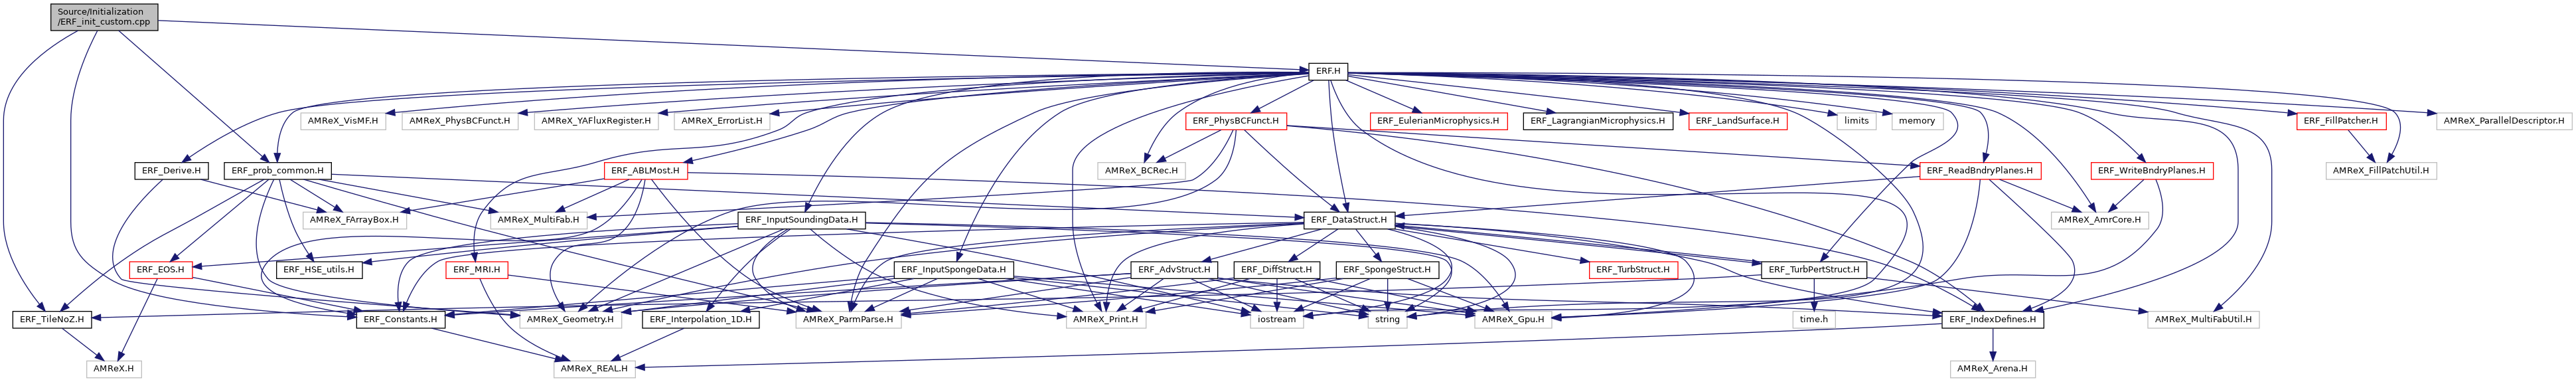 Source/Initialization
/ERF_init_custom.cpp
ERF.H
AMReX_VisMF.H
AMReX_PhysBCFunct.H
AMReX_YAFluxRegister.H
AMReX_ErrorList.H
ERF_PhysBCFunct.H
ERF_EulerianMicrophysics.H
ERF_LagrangianMicrophysics.H
ERF_LandSurface.H
limits
memory
ERF_FillPatcher.H
AMReX_ParallelDescriptor.H
ERF_Derive.H
ERF_prob_common.H
ERF_ABLMost.H
AMReX_BCRec.H
ERF_ReadBndryPlanes.H
ERF_WriteBndryPlanes.H
AMReX_FillPatchUtil.H
AMReX_FArrayBox.H
AMReX_MultiFab.H
ERF_InputSoundingData.H
ERF_DataStruct.H
AMReX_AmrCore.H
ERF_EOS.H
ERF_HSE_utils.H
ERF_MRI.H
ERF_InputSpongeData.H
ERF_AdvStruct.H
ERF_DiffStruct.H
ERF_SpongeStruct.H
ERF_TurbStruct.H
ERF_TurbPertStruct.H
ERF_TileNoZ.H
ERF_Constants.H
AMReX_Geometry.H
ERF_Interpolation_1D.H
AMReX_ParmParse.H
AMReX_Print.H
iostream
string
AMReX_Gpu.H
time.h
ERF_IndexDefines.H
AMReX_MultiFabUtil.H
AMReX.H
AMReX_REAL.H
AMReX_Arena.H